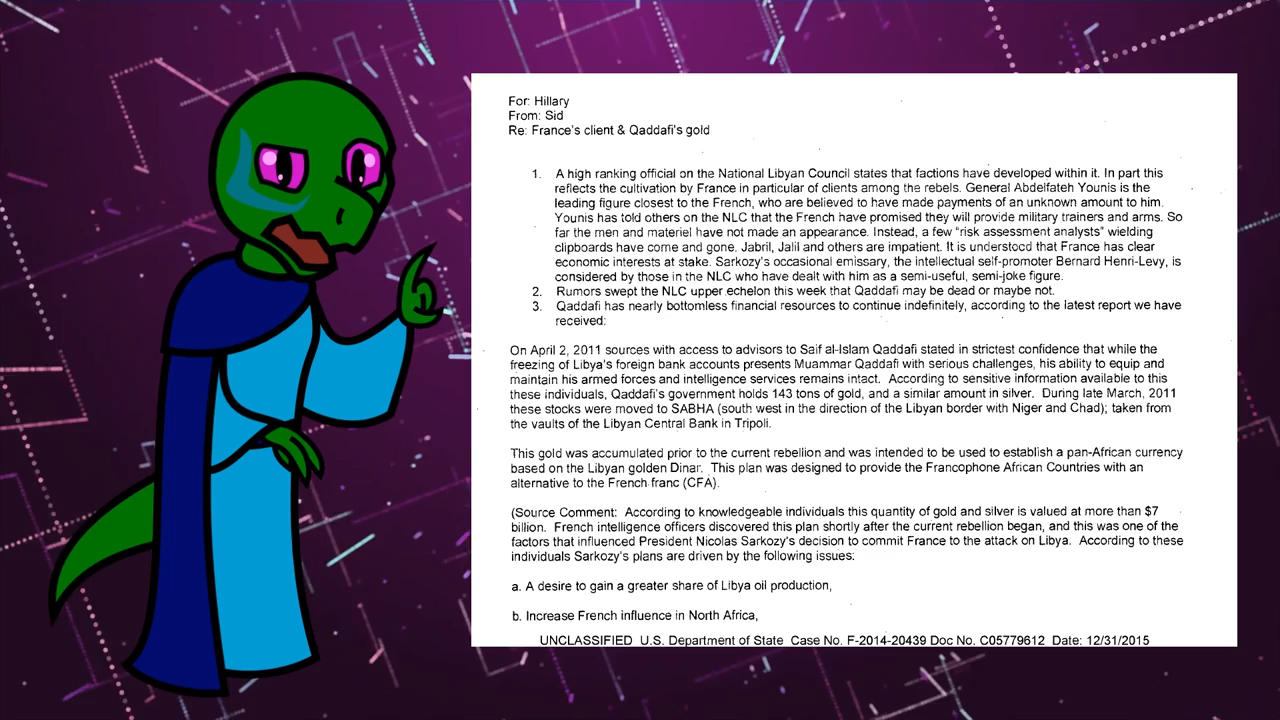 For: Hillary
From: Sid
Re: France's client & Qaddafi's gold
1. A high ranking official on the National Libyan Council states that factions have developed within it. In part this
reflects the cultivation by France in particular of clients among the rebels. General Abdelfateh Younis is the
leading figure closest to the French, who are believed to have made payments of an unknown amount to him.
Younis has told others on the NLC that the French have promised they will provide military trainers and arms. So
far the men and materiel have not made an appearance. Instead, a few "risk assessment analysts" wielding
clipboards have come and gone. Jabril, Jalil and others are impatient. It is understood that France has clear
economic interests at stake. Sarkozy's occasional emissary, the intellectual self-promoter Bernard Henri-Levy, is
considered by those in the NLC who have dealt with him as a semi-useful, semi-joke figure.
2. Rumors swept the NLC upper echelon this week that Qaddafi may be dead or maybe not.
3. Qaddafi has nearly bottomless financial resources to continue indefinitely, according to the latest report we have
received:
On April 2, 2011 sources with access to advisors to Saif al-Islam Qaddafi stated in strictest confidence that while the
freezing of Libya's foreign bank accounts presents Muammar Qaddafi with serious challenges, his ability to equip and
maintain his armed forces and intelligence services remains intact. According to sensitive information available to this
these individuals, Qaddafi's government holds 143 tons of gold, and a similar amount in silver. During late March, 2011
these stocks were moved to SABHA (south west in the direction of the Libyan border with Niger and Chad); taken from
the vaults of the Libyan Central Bank in Tripoli.
This gold was accumulated prior to the current rebellion and was intended to be used to establish a pan-African currency
based on the Libyan golden Dinar. This plan was designed to provide the Francophone African Countries with an
alternative to the French franc (CFA).
(Source Comment: According to knowledgeable individuals this quantity of gold and silver is valued at more than $7
billion. French intelligence officers discovered this plan shortly after the current rebellion began, and this was one of the
factors that influenced President Nicolas Sarkozy's decision to commit France to the attack on Libya. According to these
individuals Sarkozy's plans are driven by the following issues:
a. A desire to gain a greater share of Libya oil production,
b. Increase French influence in North Africa,
UNCLASSIFIED U.S. Department of State Case No. F-2014-20439 Doc No. C05779612 Date: 12/31/2015